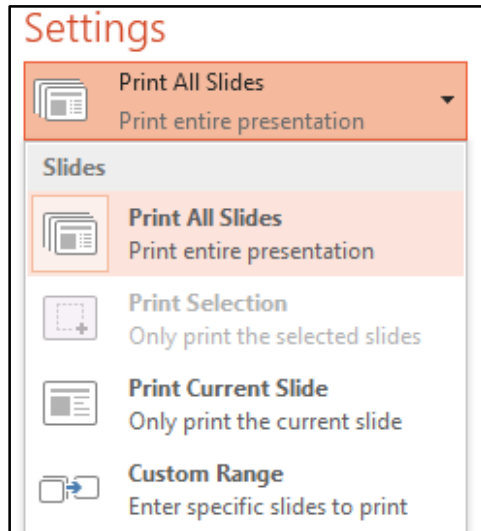 Settings
Print All Slides
Print entire presentation
Slides
Print All Slides
Print entire presentation
Print Selection
Only print the selected slides
Print Current Slide
Only print the current slide
Custom Range
Enter specific slides to print